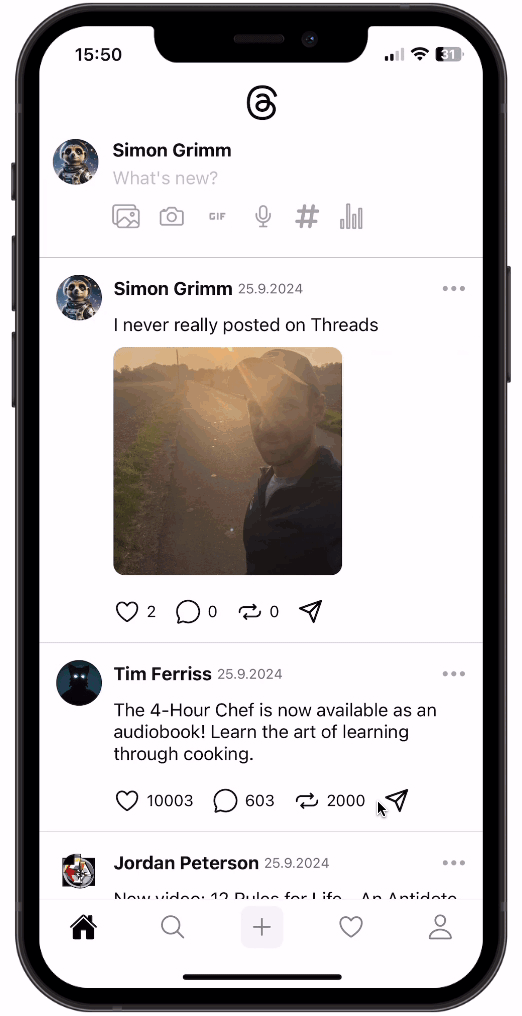 15:50
31
Simon Grimm
What's new?
GIF
Simon Grimm 25.9.2024
I never really posted on Threads
2 0 0
Tim Ferriss 25.9.2024
The 4-Hour Chef is now available as an
audiobook! Learn the art of learning
through cooking.
10003 603 2000
Jordan Peterson 25.9.2024
New video: 12 Rules for Life - An Antidote